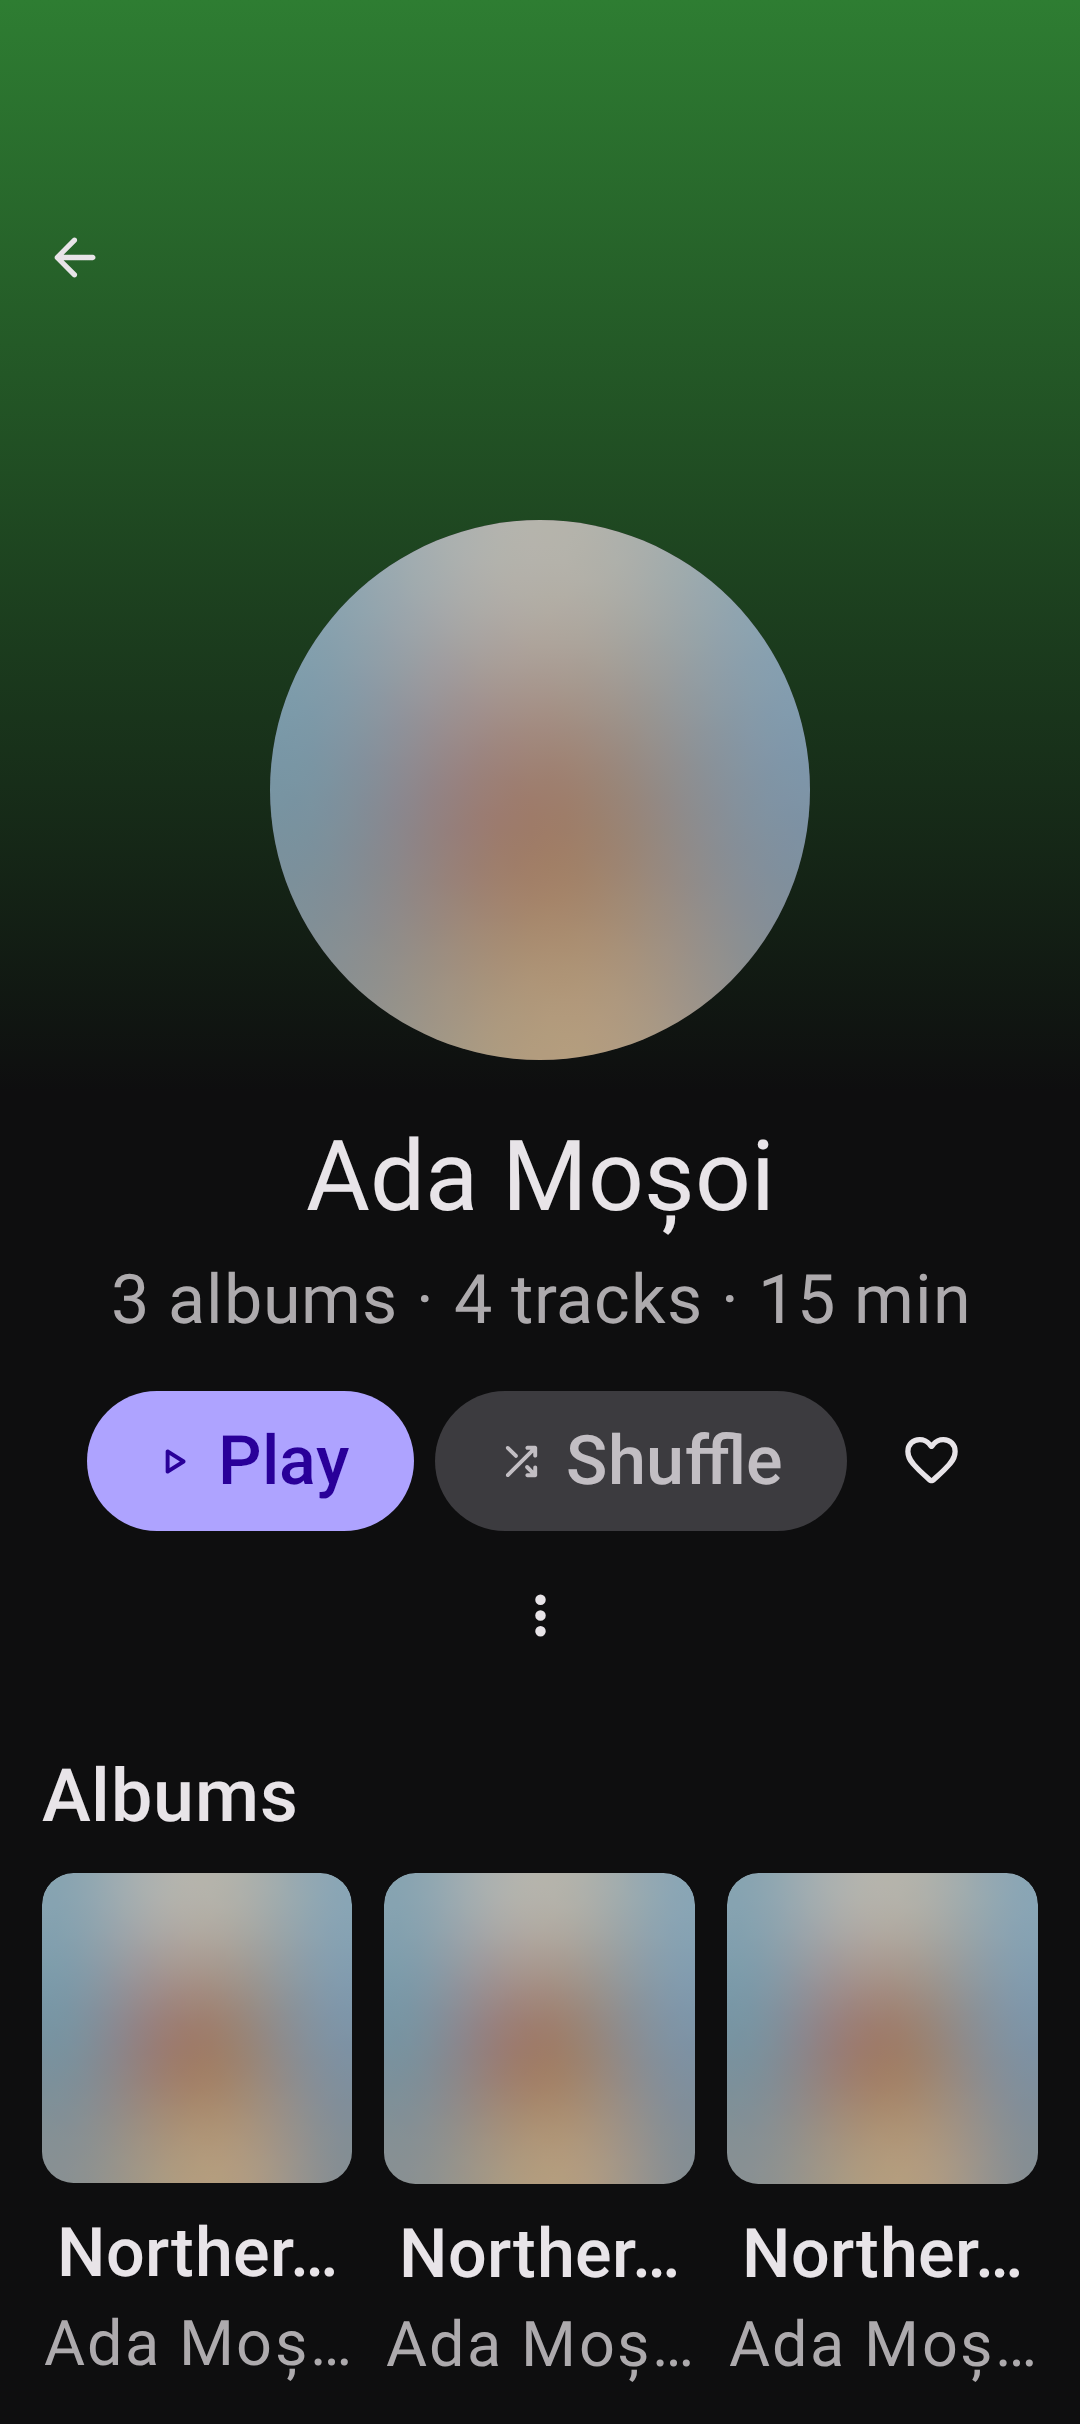 Ada Moșoi
3 albums · 4 tracks · 15 min
Play
Shuffle
Albums
Norther…
Norther…
Norther…
Ada Moș…
Ada Moș…
Ada Moș…